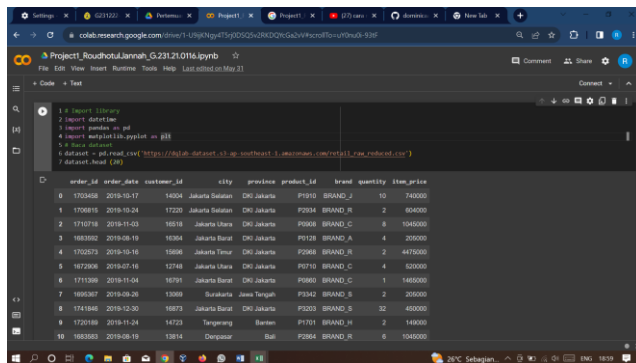 Settings
G23122J
Pertemua
Project1_
Project1_
(27) cara
dominic
New Tab
colab.research.google.com/drive/1-U9ijKNgy4T5rj0DSQ5v2RKDQYcGa2vV#scrollTo=uY0nu0i-93tF
Project1_RoudhotulJannah_G.231.21.0116.ipynb
File Edit View Insert Runtime Tools Help Last edited on May 21
Comment Share R
+ Code + Text Connect
1 # Import library
2 import datetime
3 import pandas as pd
4 import matplotlib.pyplot as plt
5 # Baca dataset
6 dataset = pd.read_csv('https://dqlab-dataset.s3-ap-southeast-1.amazonaws.com/retail_raw_reduced.csv')
7 dataset.head (20)
order_id order_date customer_id city province product_id brand quantity item_price
0 1703458 2019-10-17 14004 Jakarta Selatan DKI Jakarta P1910 BRAND_J 10 740000
1 1706815 2019-10-24 17220 Jakarta Selatan DKI Jakarta P2934 BRAND_R 2 604000
2 1710718 2019-11-03 16518 Jakarta Utara DKI Jakarta P0908 BRAND_C 8 1045000
3 1683592 2019-08-19 16364 Jakarta Barat DKI Jakarta P0128 BRAND_A 4 205000
4 1702573 2019-10-16 15696 Jakarta Timur DKI Jakarta P2968 BRAND_R 2 4475000
5 1672806 2019-07-16 12748 Jakarta Utara DKI Jakarta P0710 BRAND_C 4 520000
6 1711399 2019-11-04 16791 Jakarta Barat DKI Jakarta P0860 BRAND_C 1 1465000
7 1695367 2019-09-26 13069 Surakarta Jawa Tengah P3342 BRAND_S 2 205000
8 1741846 2019-12-30 16873 Jakarta Barat DKI Jakarta P3203 BRAND_S 32 450000
9 1720189 2019-11-24 14723 Tangerang Banten P1701 BRAND_H 2 149000
10 1683583 2019-08-19 13814 Denpasar Bali P2864 BRAND_R 6 1045000
26°C Sebagian... ENG 18:59